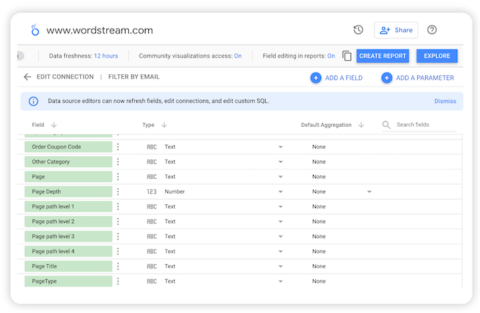 www.wordstream.com
Share
Data freshness: 12 hours
Community visualizations access: On
Field editing in reports: On
CREATE REPORT
EXPLORE
EDIT CONNECTION | FILTER BY EMAIL
ADD A FIELD
ADD A PARAMETER
Data source editors can now refresh fields, edit connections, and edit custom SQL.
Dismiss
Field
Type
Default Aggregation
Search fields
Order Coupon Code ABC Text None
Other Category ABC Text None
Page ABC Text None
Page Depth 123 Number None
Page path level 1 ABC Text None
Page path level 2 ABC Text None
Page path level 3 ABC Text None
Page path level 4 ABC Text None
Page Title ABC Text None
PageType ABC Text None